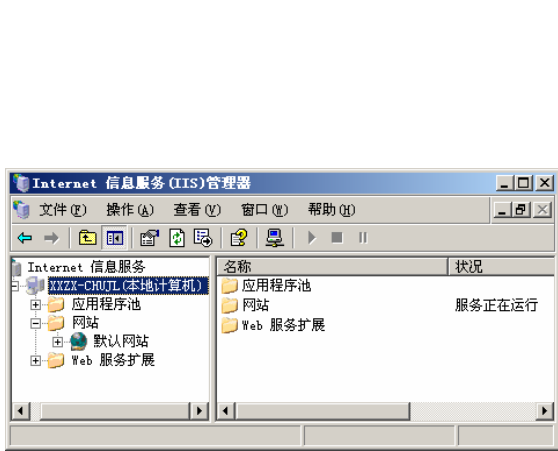 Internet 信息服务(IIS)管理器
文件(F) 操作(A) 查看(V) 窗口(W) 帮助(H)
Internet 信息服务
XXZX-CHUJL(本地计算机)
应用程序池
网站
默认网站
Web 服务扩展
名称 状况
应用程序池
网站 服务正在运行
Web 服务扩展